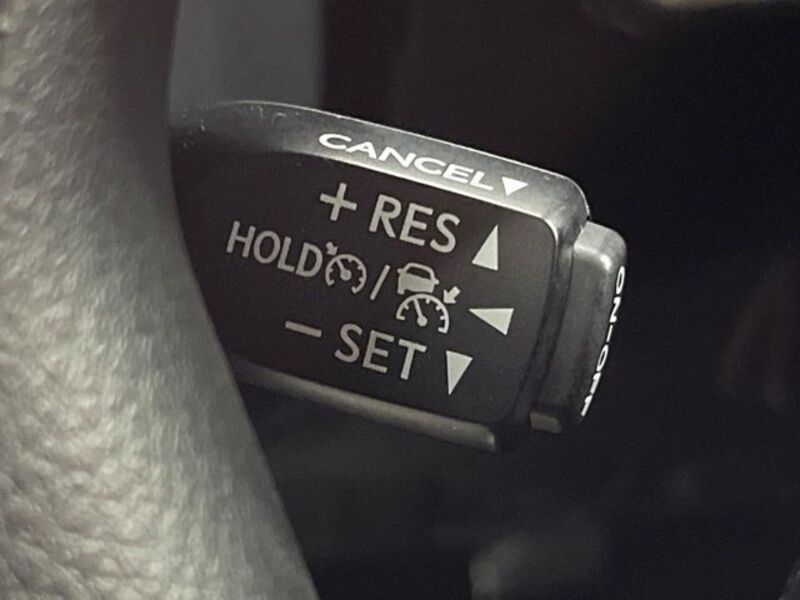 CANCEL
+ RES
HOLD /
- SET
ON-OFF